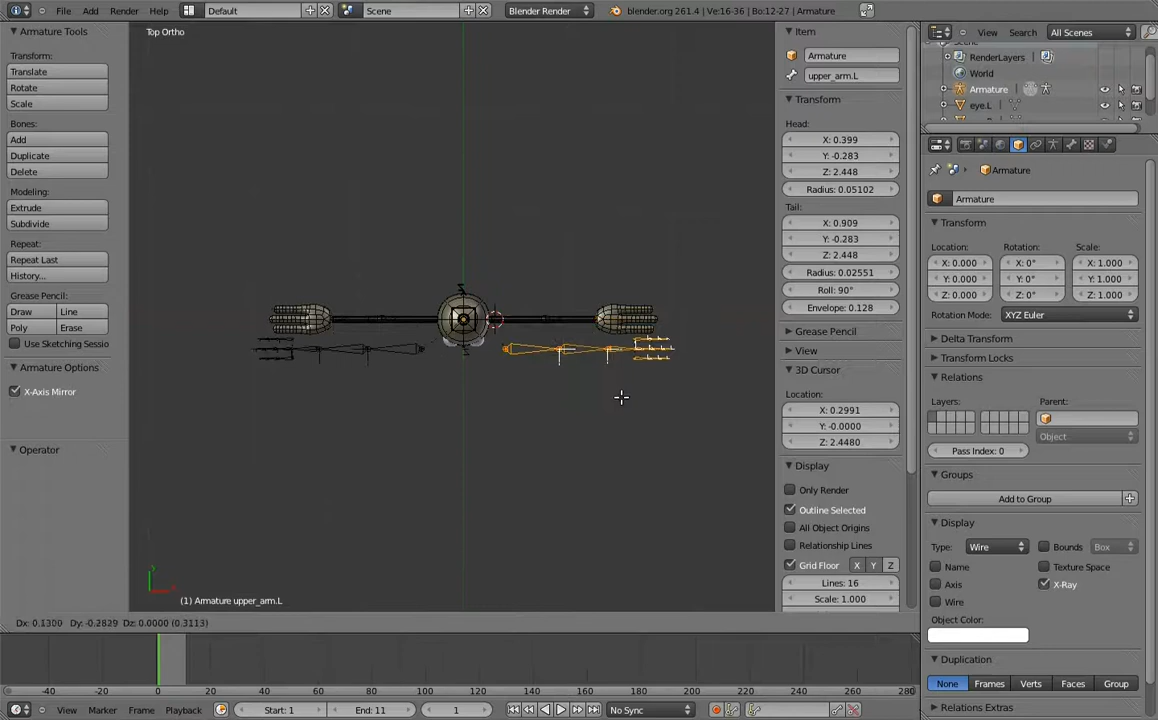 File Add Render Help Default Scene Blender Render blender.org 261.4 | Ve:16-36 | Bo:12-27 | Armature
Armature Tools
Transform:
Translate
Rotate
Scale
Bones:
Add
Duplicate
Delete
Modeling:
Extrude
Subdivide
Repeat:
Repeat Last
History...
Grease Pencil:
Draw Line
Poly Erase
Use Sketching Sessio
Armature Options
X-Axis Mirror
Operator
Top Ortho
(1) Armature upper_arm.L
Item
Armature
upper_arm.L
Transform
Head:
X: 0.399
Y: -0.283
Z: 2.448
Radius: 0.05102
Tail:
X: 0.909
Y: -0.283
Z: 2.448
Radius: 0.02551
Roll: 90°
Envelope: 0.128
Grease Pencil
View
3D Cursor
Location:
X: 0.2991
Y: -0.0000
Z: 2.4480
Display
Only Render
Outline Selected
All Object Origins
Relationship Lines
Grid Floor X Y Z
Lines: 16
Scale: 1.000
View Search All Scenes
RenderLayers
World
Armature
eye.L
Armature
Armature
Transform
Location: Rotation: Scale:
X: 0.000 X: 0° X: 1.000
Y: 0.000 Y: 0° Y: 1.000
Z: 0.000 Z: 0° Z: 1.000
Rotation Mode: XYZ Euler
Delta Transform
Transform Locks
Relations
Layers: Parent:
Object
Pass Index: 0
Groups
Add to Group
Display
Type: Wire Bounds Box
Name Texture Space
Axis X-Ray
Wire
Object Color:
Duplication
None Frames Verts Faces Group
Relations Extras
Dx: 0.1300 Dy: -0.2829 Dz: 0.0000 (0.3113)
-40 -20 0 20 40 60 80 100 120 140 160 180 200 220 240 260 280
View Marker Frame Playback Start: 1 End: 11 1 No Sync